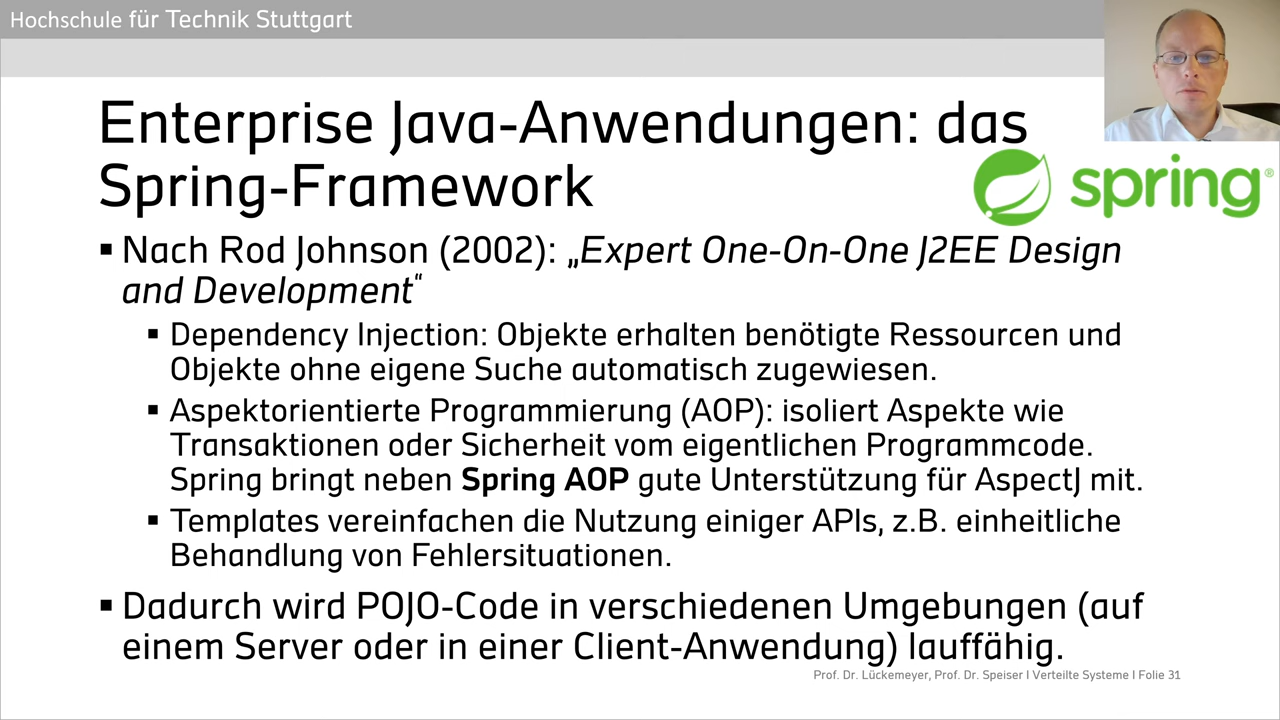 Hochschule für Technik Stuttgart
Enterprise Java-Anwendungen: das
Spring-Framework
spring®
▪ Nach Rod Johnson (2002): „Expert One-On-One J2EE Design
and Development“
▪ Dependency Injection: Objekte erhalten benötigte Ressourcen und
Objekte ohne eigene Suche automatisch zugewiesen.
▪ Aspektorientierte Programmierung (AOP): isoliert Aspekte wie
Transaktionen oder Sicherheit vom eigentlichen Programmcode.
Spring bringt neben Spring AOP gute Unterstützung für AspectJ mit.
▪ Templates vereinfachen die Nutzung einiger APIs, z.B. einheitliche
Behandlung von Fehlersituationen.
▪ Dadurch wird POJO-Code in verschiedenen Umgebungen (auf
einem Server oder in einer Client-Anwendung) lauffähig.
Prof. Dr. Lückemeyer, Prof. Dr. Speiser I Verteilte Systeme I Folie 31